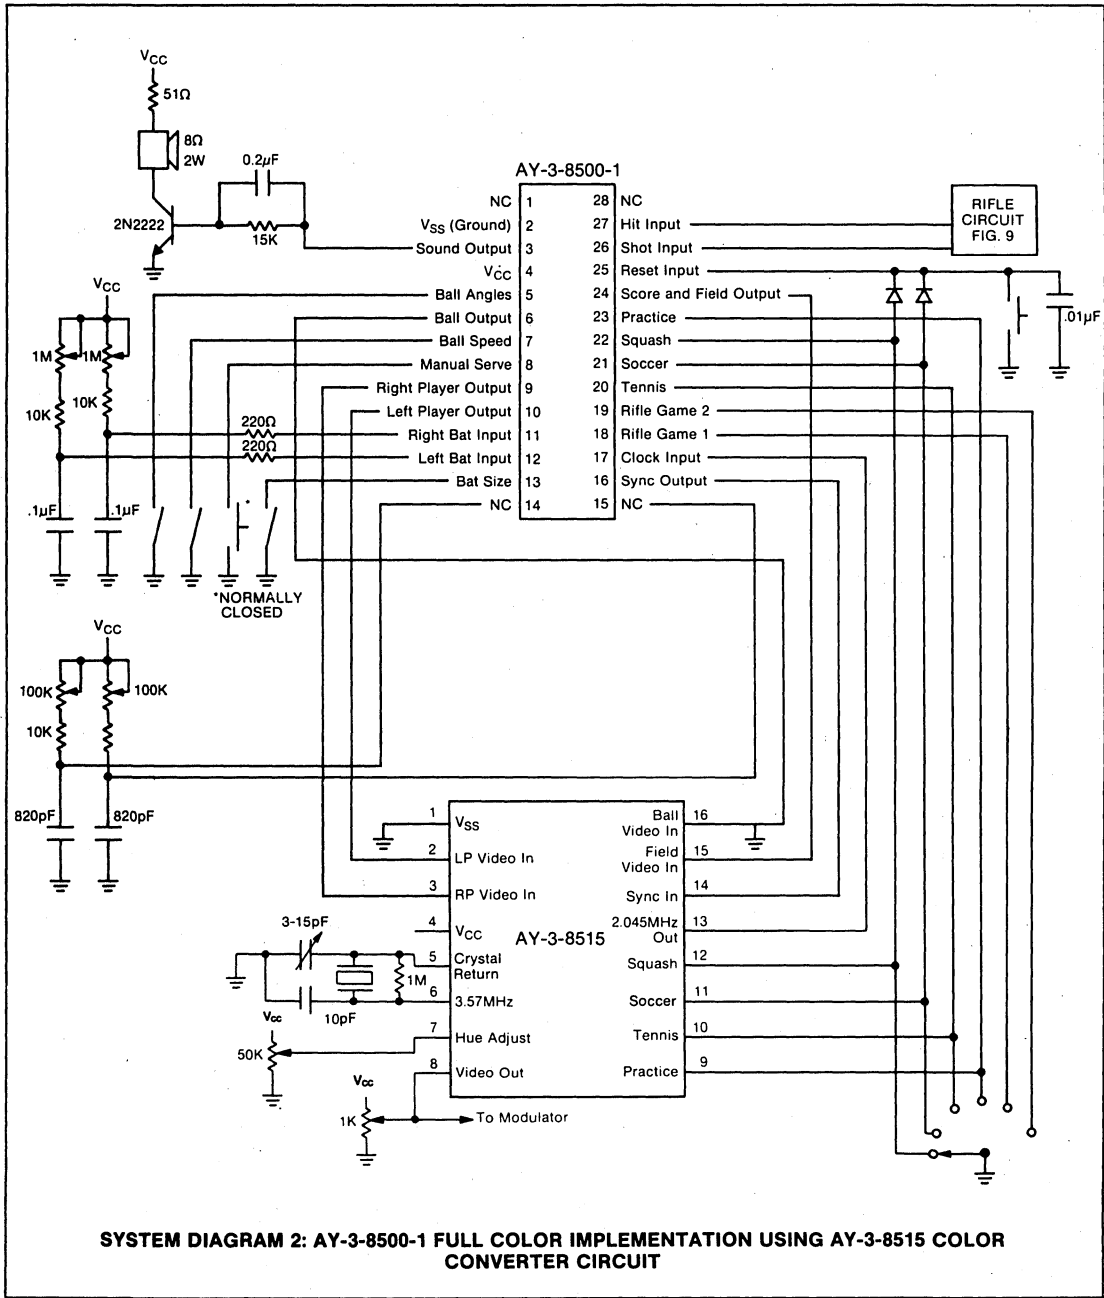 VCC
51Ω
8Ω
2W
0.2µF
2N2222
15K
AY-3-8500-1
NC 1
VSS (Ground) 2
Sound Output 3
VCC 4
Ball Angles 5
Ball Output 6
Ball Speed 7
Manual Serve 8
Right Player Output 9
Left Player Output 10
Right Bat Input 11
Left Bat Input 12
Bat Size 13
NC 14
28 NC
27 Hit Input
26 Shot Input
25 Reset Input
24 Score and Field Output
23 Practice
22 Squash
21 Soccer
20 Tennis
19 Rifle Game 2
18 Rifle Game 1
17 Clock Input
16 Sync Output
15 NC
RIFLE
CIRCUIT
FIG. 9
.01µF
VCC
1M
1M
10K
10K
220Ω
220Ω
.1µF
.1µF
*
*NORMALLY
CLOSED
VCC
100K
100K
10K
820pF
820pF
AY-3-8515
1 VSS
2 LP Video In
3 RP Video In
4 VCC
5 Crystal
Return
6 3.57MHz
7 Hue Adjust
8 Video Out
Ball 16
Video In
Field 15
Video In
Sync In 14
2.045MHz 13
Out
Squash 12
Soccer 11
Tennis 10
Practice 9
3-15pF
1M
10pF
Vcc
50K
Vcc
1K
To Modulator
SYSTEM DIAGRAM 2: AY-3-8500-1 FULL COLOR IMPLEMENTATION USING AY-3-8515 COLOR
CONVERTER CIRCUIT